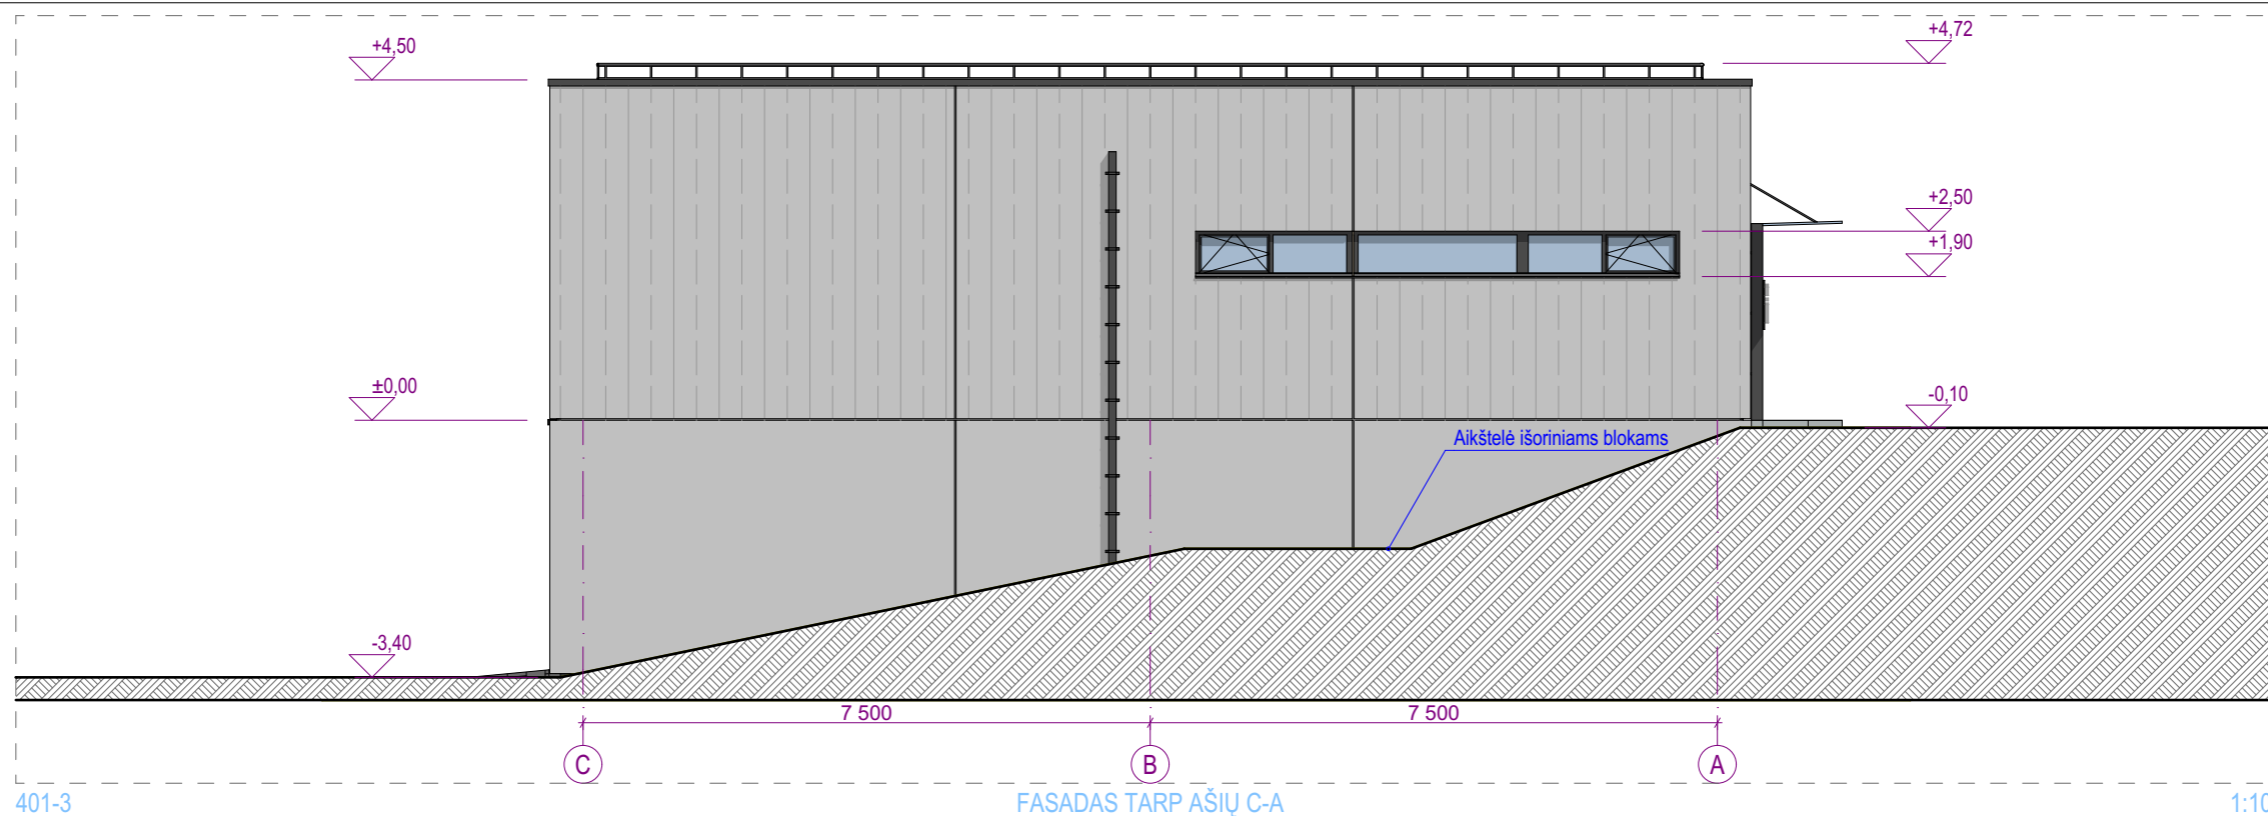 +4,50
+4,72
+2,50
+1,90
±0,00
-0,10
Aikštelė išoriniams blokams
-3,40
7 500
7 500
C
B
A
401-3
FASADAS TARP AŠIŲ C-A